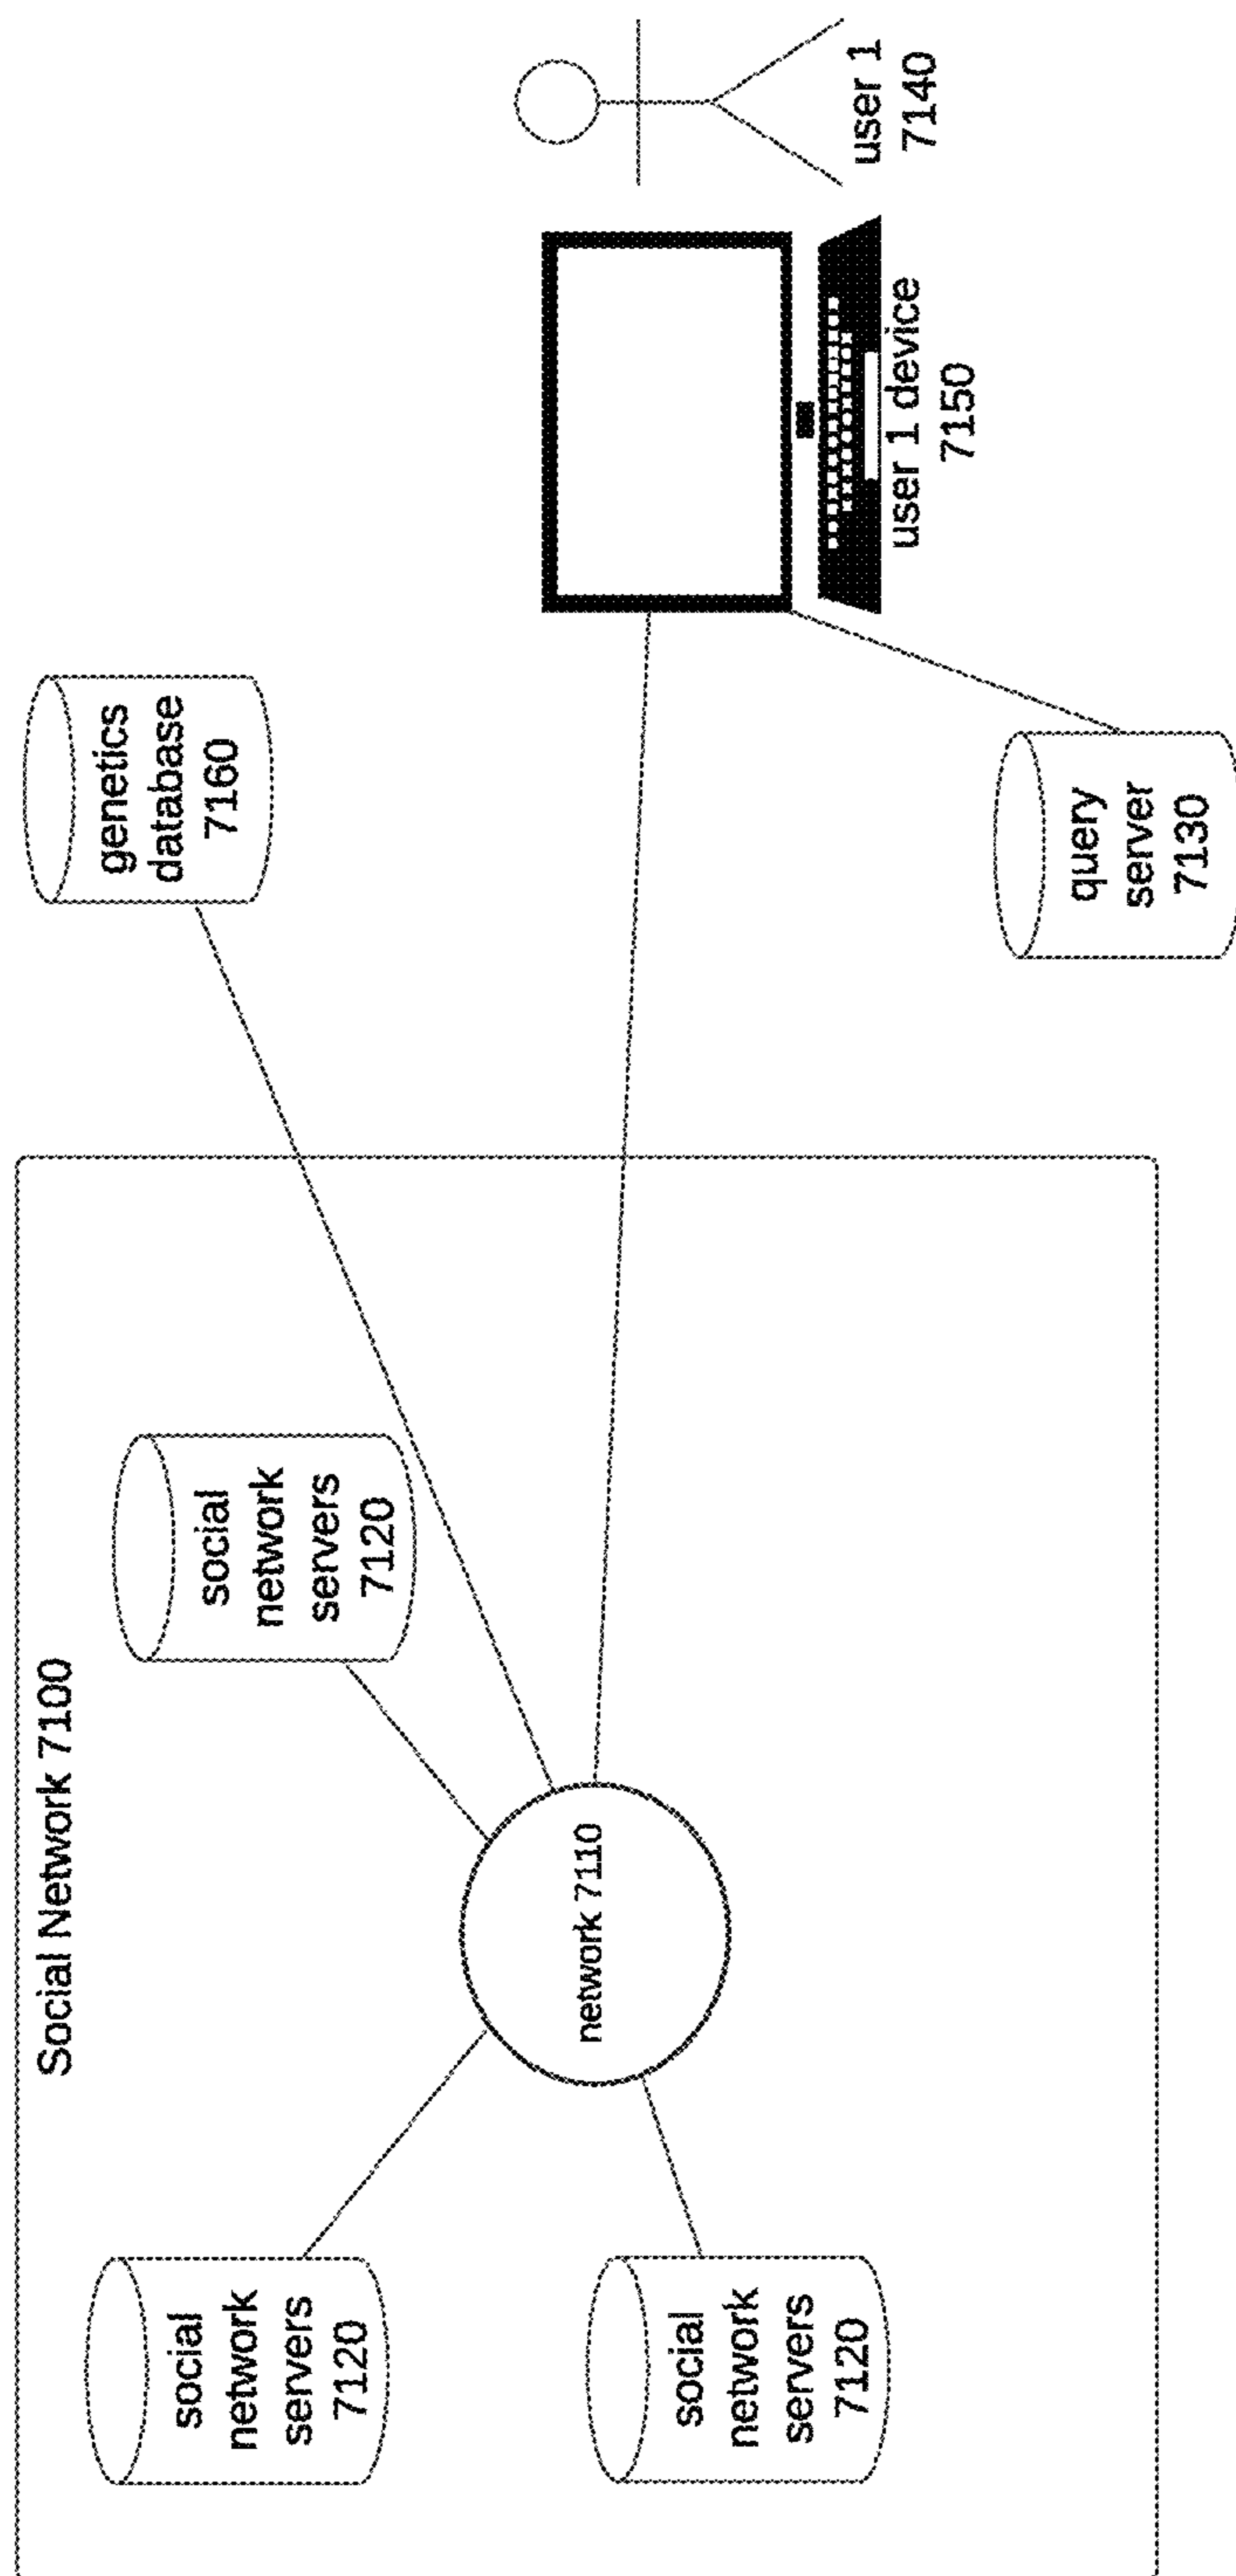 Social Network 7100
social
network
servers
7120
social
network
servers
7120
genetics
database
7160
network 7110
social
network
servers
7120
user 1 device
7150
user 1
7140
query
server
7130